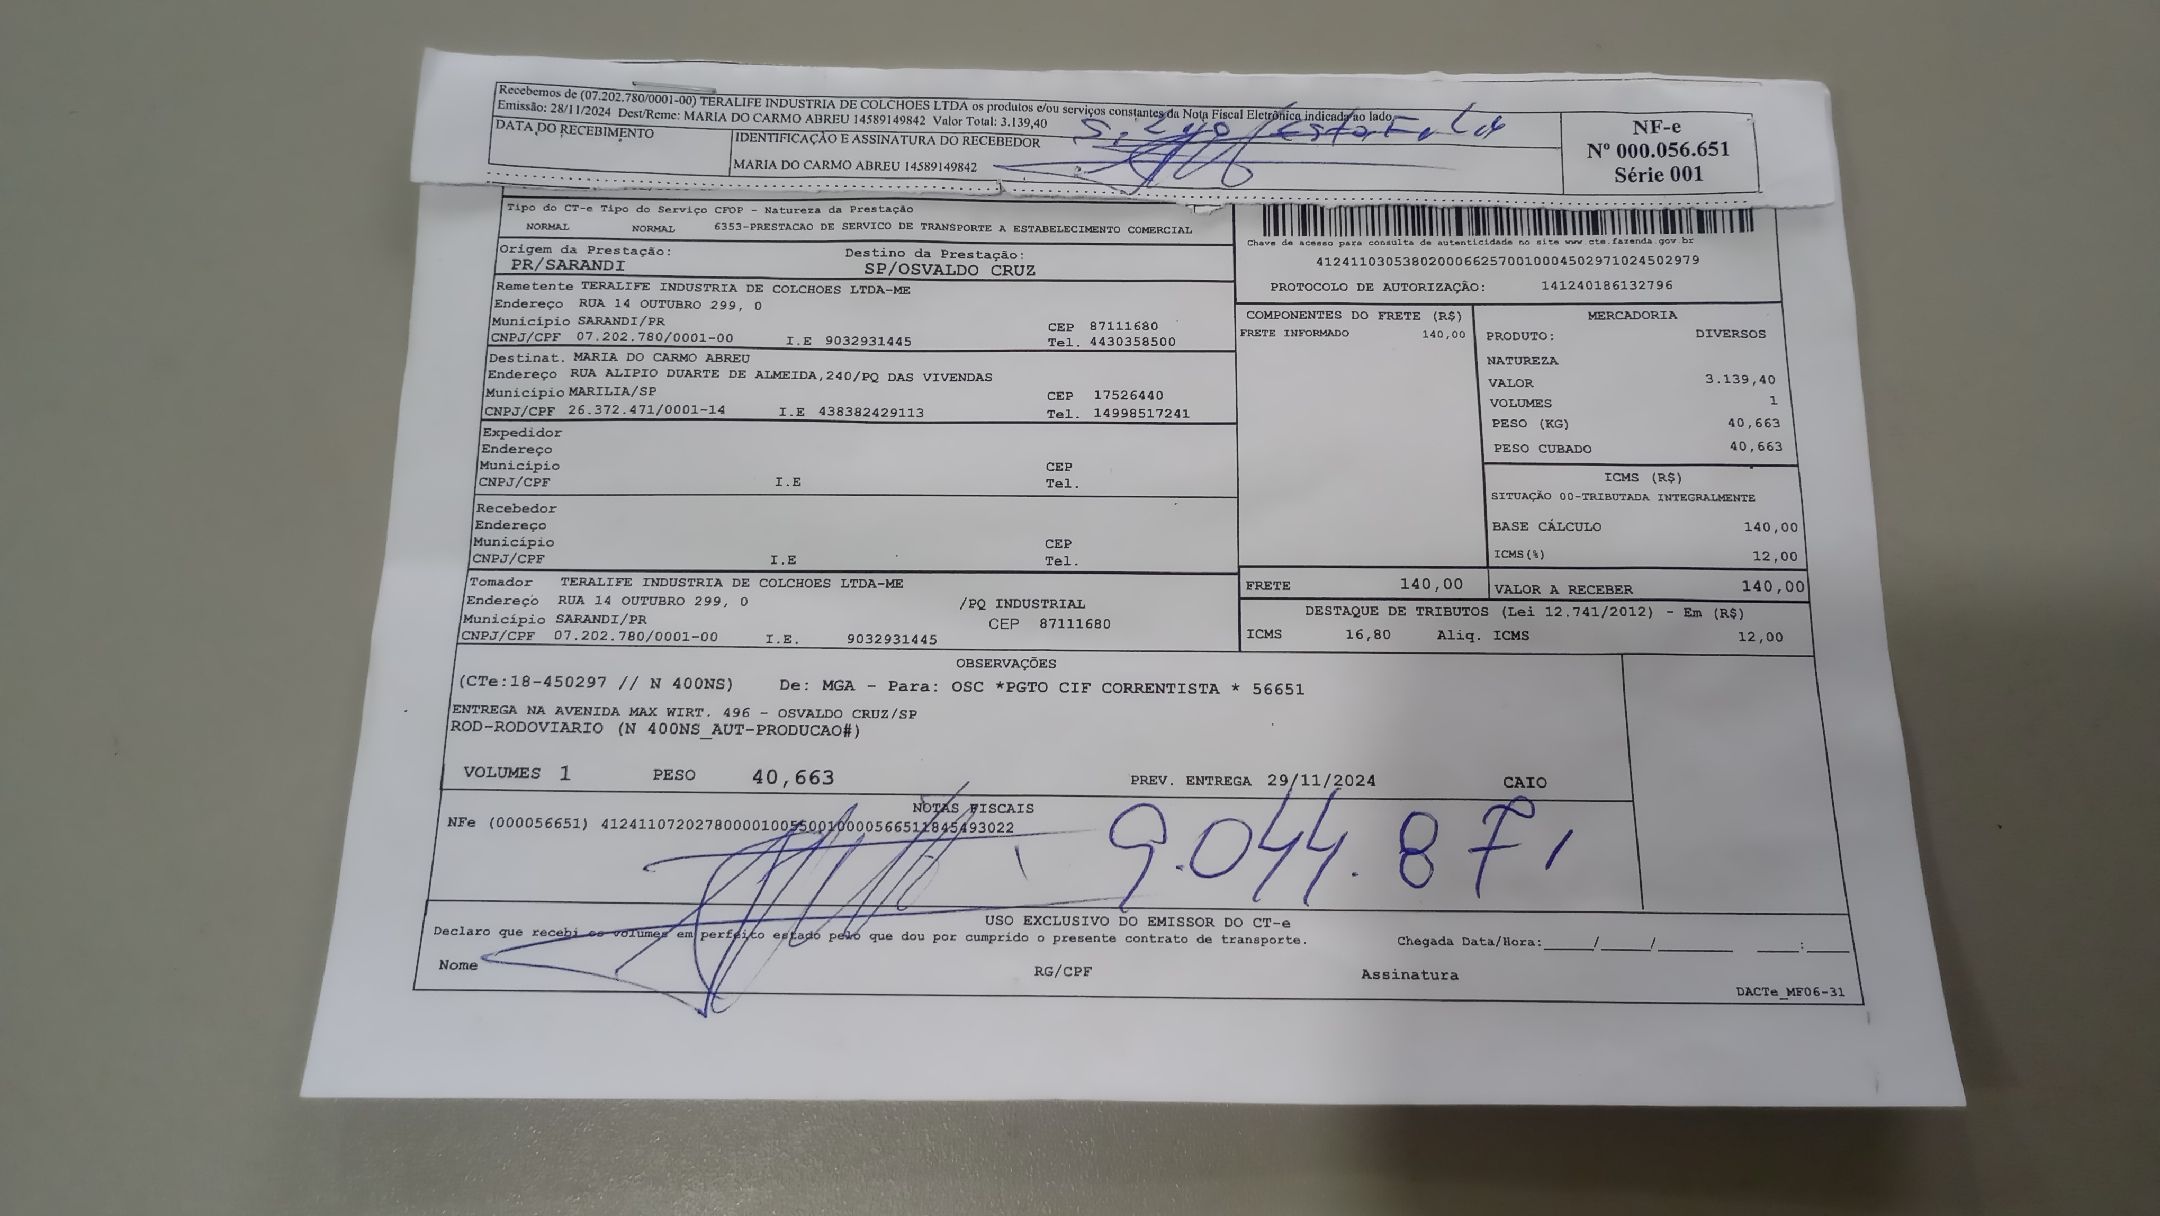 Recebemos de (07.202.780/0001-00) TERALIFE INDUSTRIA DE COLCHOES LTDA os produtos e/ou serviços constantes da Nota Fiscal Eletrônica indicada ao lado
Emissão: 28/11/2024 Dest/Reme: MARIA DO CARMO ABREU 14589149842 Valor Total: 3.139,40
DATA DO RECEBIMENTO
IDENTIFICAÇÃO E ASSINATURA DO RECEBEDOR
MARIA DO CARMO ABREU 14589149842
NF-e
Nº 000.056.651
Série 001
Tipo do CT-e Tipo do Serviço CFOP - Natureza da Prestação
NORMAL NORMAL 6353-PRESTACAO DE SERVICO DE TRANSPORTE A ESTABELECIMENTO COMERCIAL
Origem da Prestação: Destino da Prestação:
PR/SARANDI SP/OSVALDO CRUZ
Chave de acesso para consulta de autenticidade no site www.cte.fazenda.gov.br
41241103053802000662570010004502971024502979
PROTOCOLO DE AUTORIZAÇÃO: 141240186132796
Remetente TERALIFE INDUSTRIA DE COLCHOES LTDA-ME
Endereço RUA 14 OUTUBRO 299, 0
Município SARANDI/PR CEP 87111680
CNPJ/CPF 07.202.780/0001-00 I.E 9032931445 Tel. 4430358500
Destinat. MARIA DO CARMO ABREU
Endereço RUA ALIPIO DUARTE DE ALMEIDA,240/PQ DAS VIVENDAS
Município MARILIA/SP CEP 17526440
CNPJ/CPF 26.372.471/0001-14 I.E 438382429113 Tel. 14998517241
Expedidor
Endereço
Município CEP
CNPJ/CPF I.E Tel.
Recebedor
Endereço
Município CEP
CNPJ/CPF I.E Tel.
Tomador TERALIFE INDUSTRIA DE COLCHOES LTDA-ME
Endereço RUA 14 OUTUBRO 299, 0 /PQ INDUSTRIAL
Município SARANDI/PR CEP 87111680
CNPJ/CPF 07.202.780/0001-00 I.E. 9032931445
COMPONENTES DO FRETE (R$)
FRETE INFORMADO 140,00
MERCADORIA
PRODUTO: DIVERSOS
NATUREZA
VALOR 3.139,40
VOLUMES 1
PESO (KG) 40,663
PESO CUBADO 40,663
ICMS (R$)
SITUAÇÃO 00-TRIBUTADA INTEGRALMENTE
BASE CÁLCULO 140,00
ICMS(%) 12,00
FRETE 140,00 VALOR A RECEBER 140,00
DESTAQUE DE TRIBUTOS (Lei 12.741/2012) - Em (R$)
ICMS 16,80 Aliq. ICMS 12,00
OBSERVAÇÕES
(CTe:18-450297 // N 400NS) De: MGA - Para: OSC *PGTO CIF CORRENTISTA * 56651
ENTREGA NA AVENIDA MAX WIRT. 496 - OSVALDO CRUZ/SP
ROD-RODOVIARIO (N 400NS_AUT-PRODUCAO#)
VOLUMES 1 PESO 40,663 PREV. ENTREGA 29/11/2024 CAIO
NOTAS FISCAIS
NFe (000056651) 41241107202780000100550010000566511845493022
9.044.871
USO EXCLUSIVO DO EMISSOR DO CT-e
Declaro que recebi os volumes em perfeito estado pelo que dou por cumprido o presente contrato de transporte. Chegada Data/Hora:____/____/______ ___:___
Nome RG/CPF Assinatura
DACTe_MF06-31